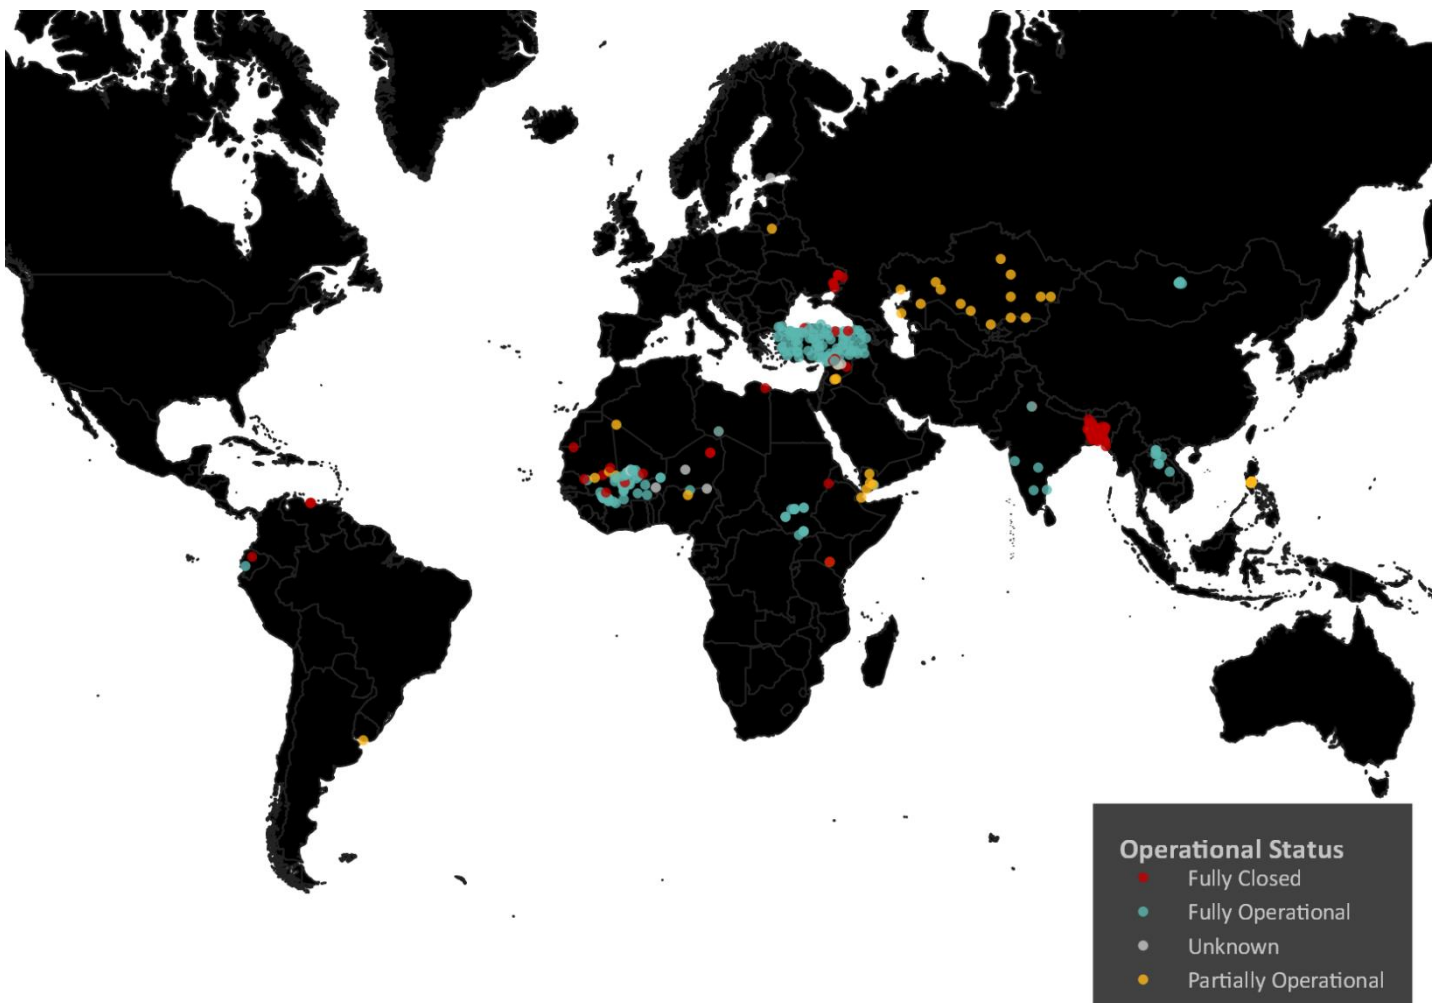 Operational Status
Fully Closed
Fully Operational
Unknown
Partially Operational